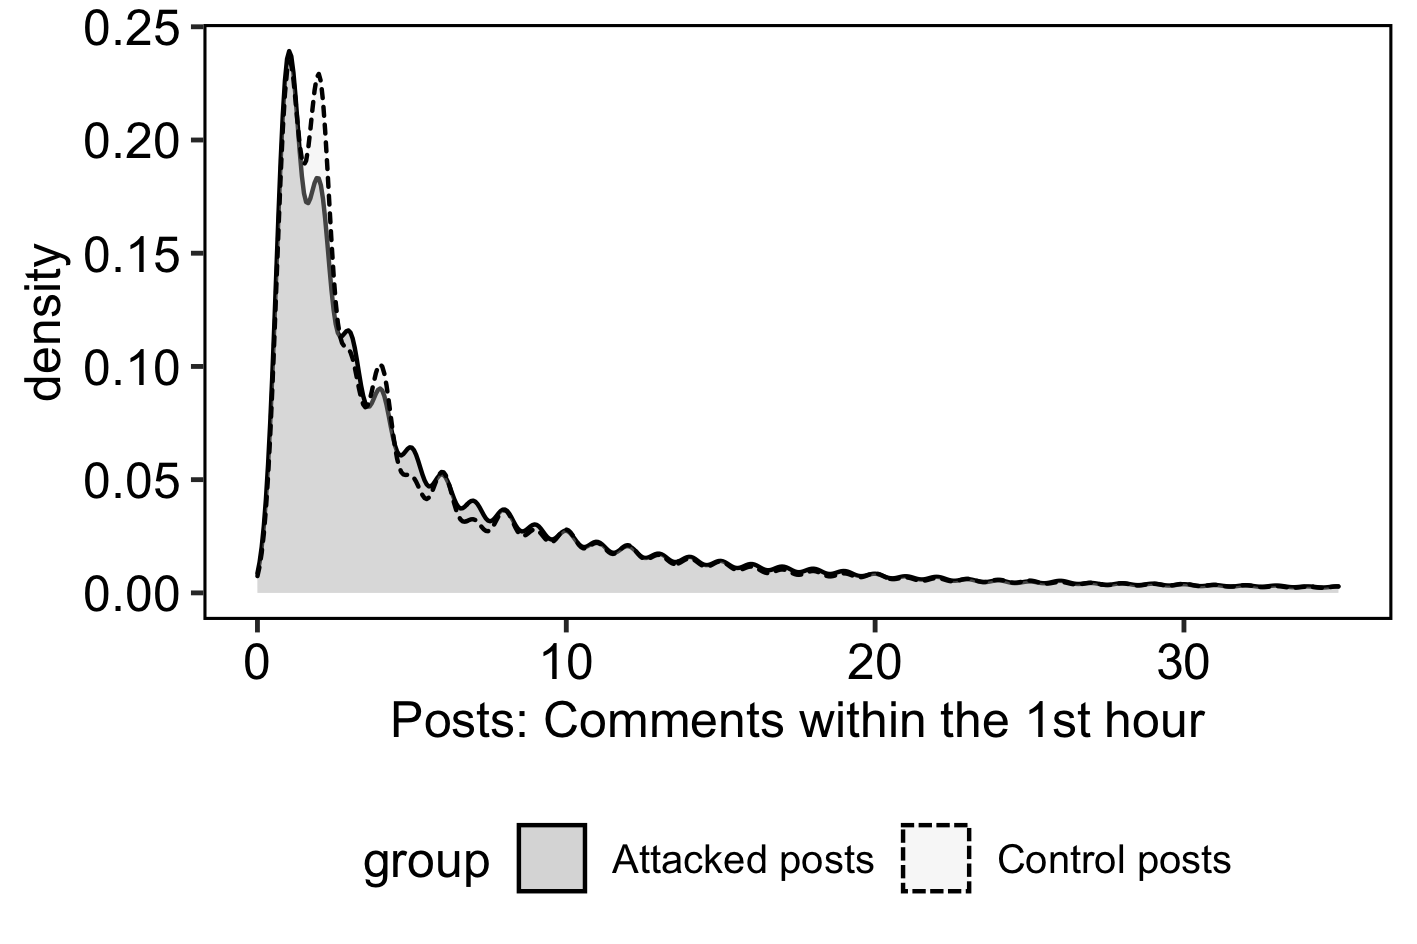 0.25
0.20
0.15
0.10
0.05
0.00
density
0 10 20 30
Posts: Comments within the 1st hour
group Attacked posts Control posts